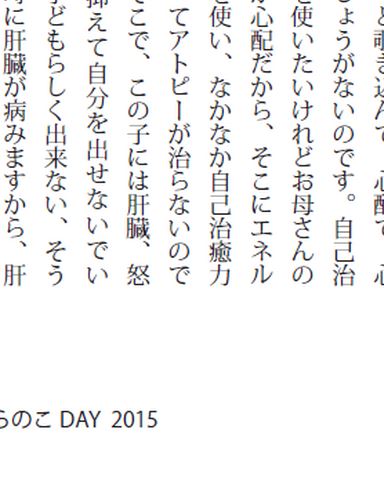 と覗き込んで、心配で、心
しょうがないのです。自己治
を使いたいけれどお母さんの
が心配だから、そこにエネル
を使い、なかなか自己治癒力
てアトピーが治らないので
そこで、この子には肝臓、怒
抑えて自分を出せないでい
どもらしく出来ない、そう
に肝臓が病みますから、肝
らのこ DAY 2015